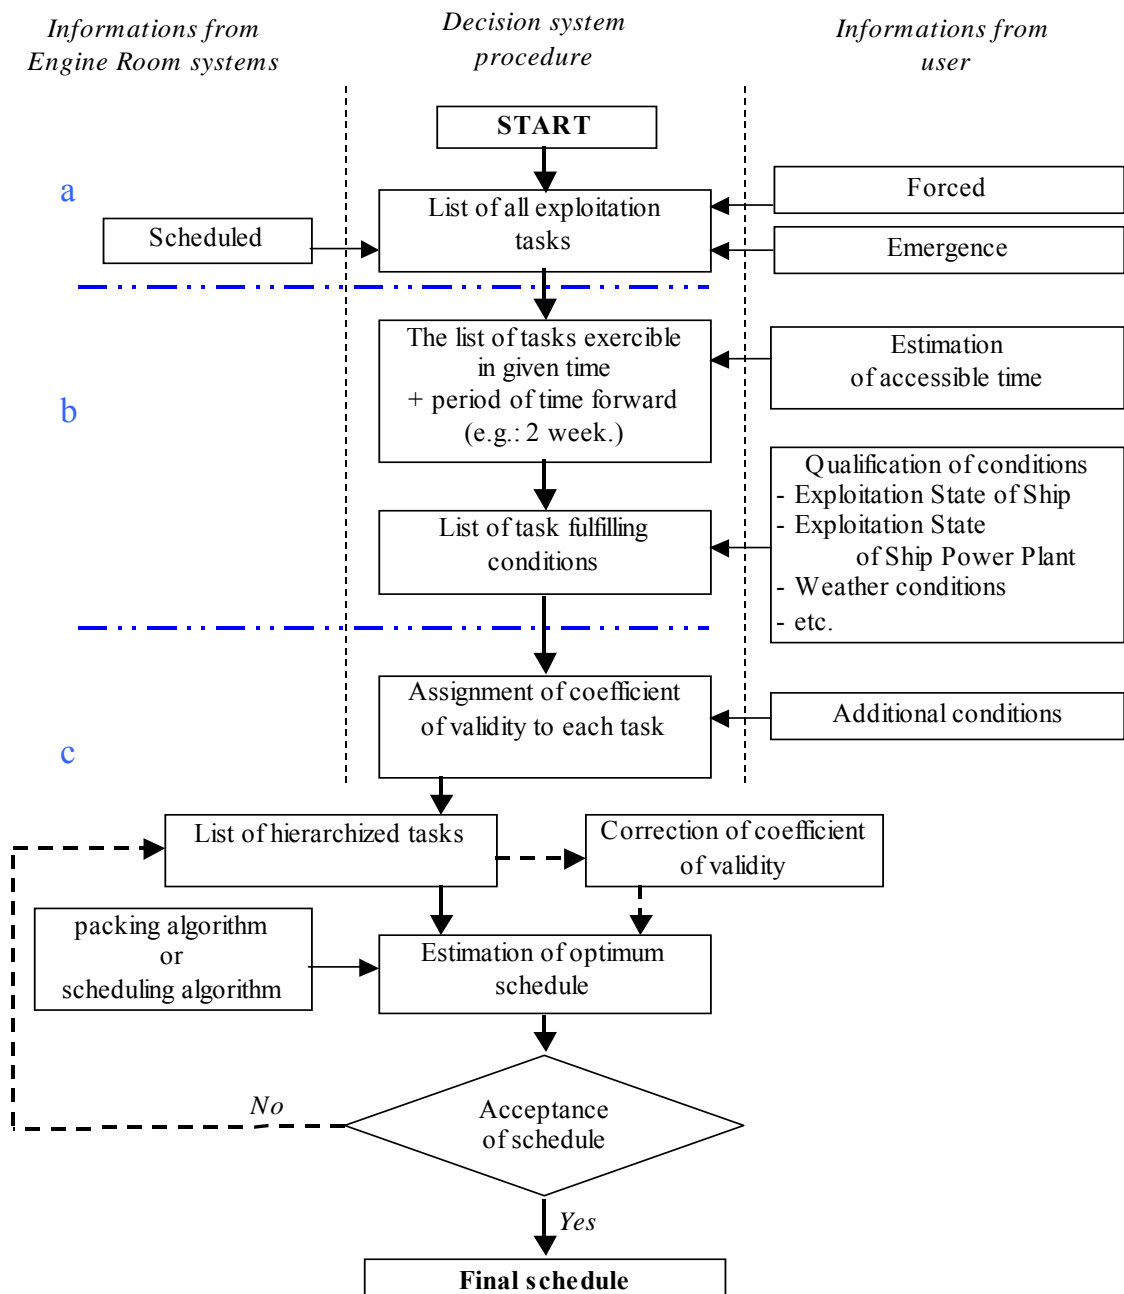 Informations from
Engine Room systems
Decision system
procedure
Informations from
user
START
a
Forced
List of all exploitation
tasks
Scheduled
Emergence
The list of tasks exercible
in given time
+ period of time forward
(e.g.: 2 week.)
Estimation
of accessible time
b
Qualification of conditions
- Exploitation State of Ship
- Exploitation State
of Ship Power Plant
- Weather conditions
- etc.
List of task fulfilling
conditions
Assignment of coefficient
of validity to each task
Additional conditions
c
List of hierarchized tasks
Correction of coefficient
of validity
packing algorithm
or
scheduling algorithm
Estimation of optimum
schedule
No
Acceptance
of schedule
Yes
Final schedule